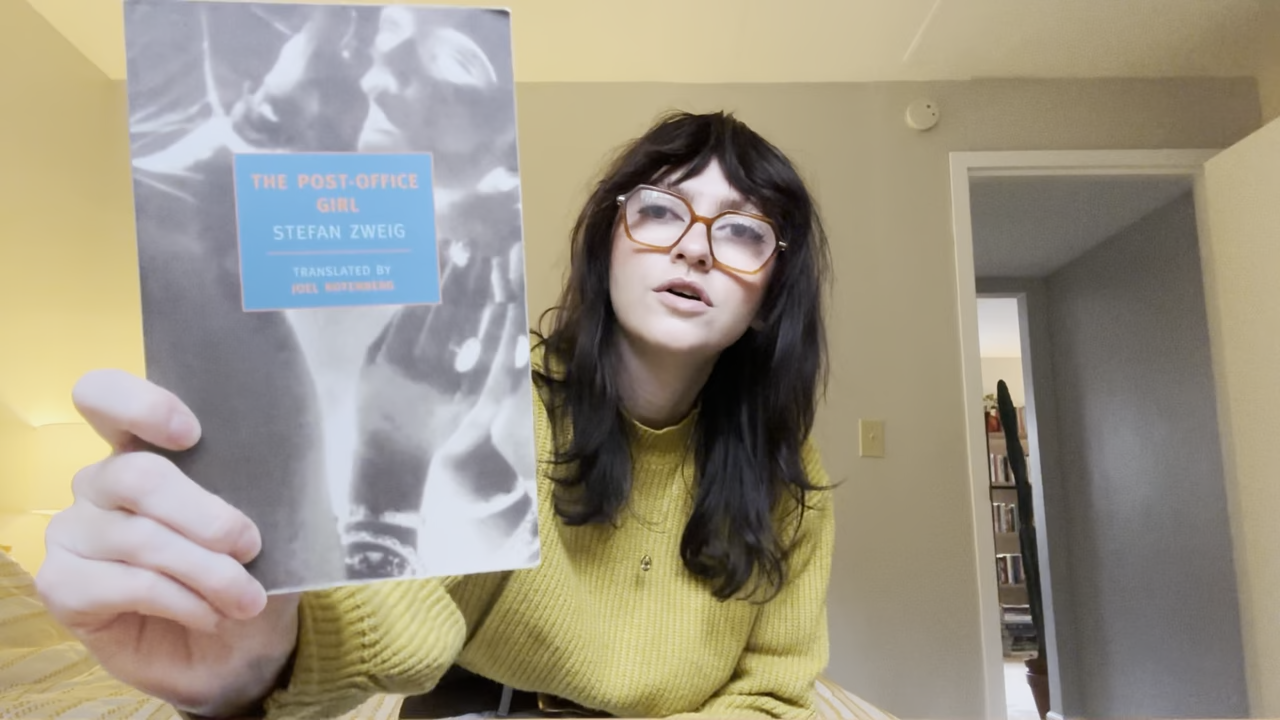 THE POST-OFFICE
GIRL
STEFAN ZWEIG
TRANSLATED BY
JOEL ROTENBERG